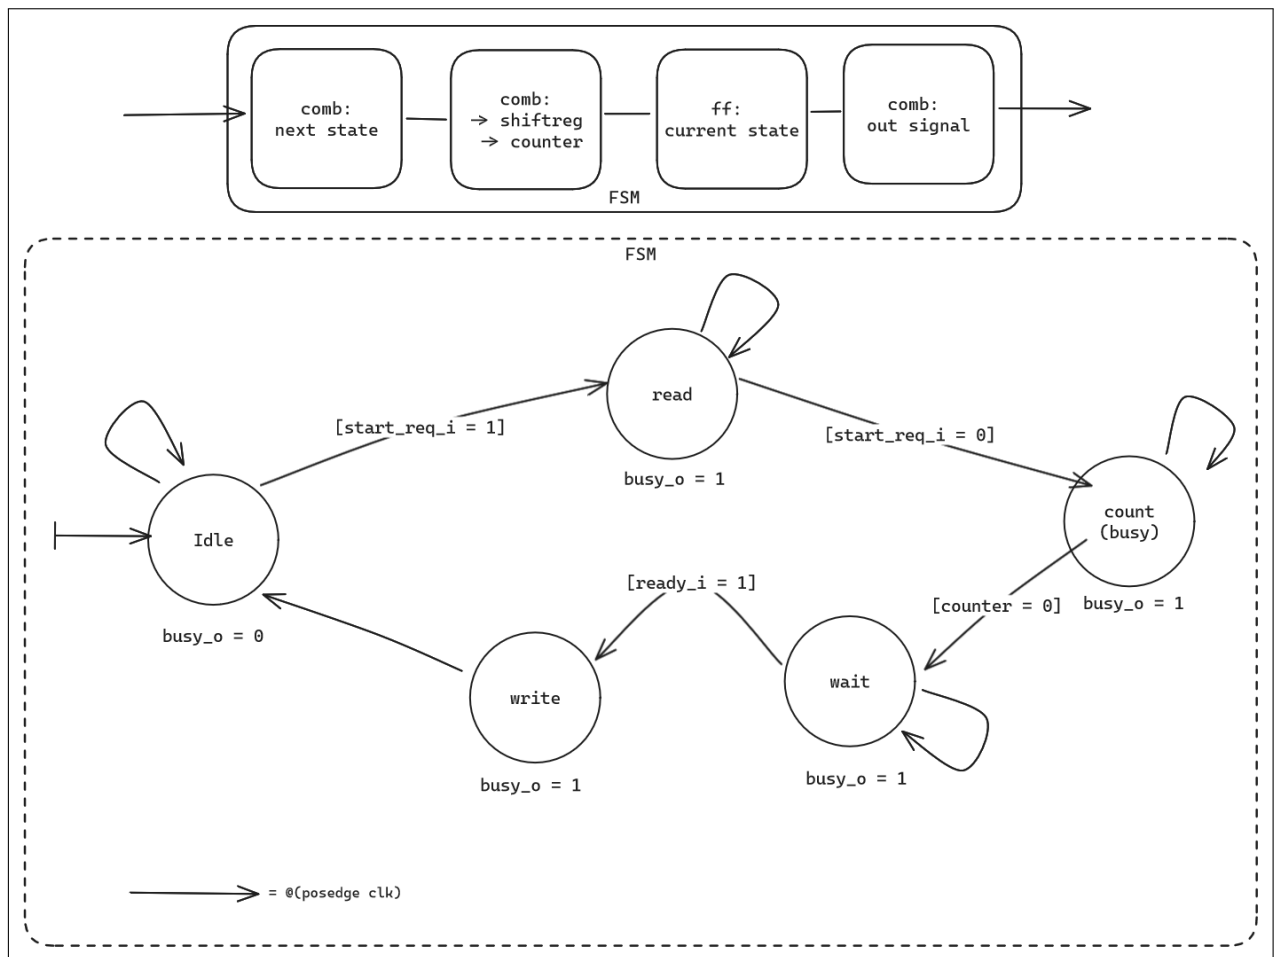 comb:
next state
comb:
→ shiftreg
→ counter
ff:
current state
comb:
out signal
FSM
FSM
read
[start_req_i = 1]
[start_req_i = 0]
busy_o = 1
count
(busy)
Idle
[ready_i = 1]
[counter = 0]
busy_o = 1
busy_o = 0
wait
write
busy_o = 1
busy_o = 1
= @(posedge clk)